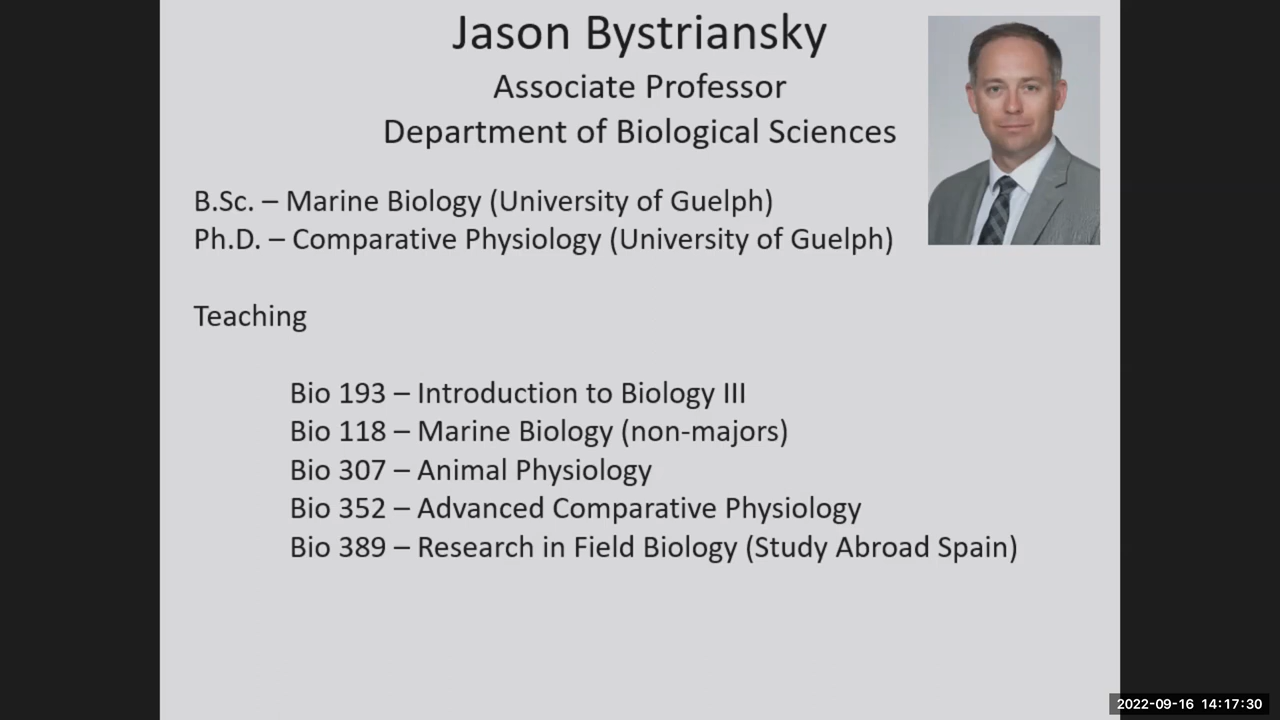 Jason Bystriansky
Associate Professor
Department of Biological Sciences
B.Sc. – Marine Biology (University of Guelph)
Ph.D. – Comparative Physiology (University of Guelph)
Teaching
Bio 193 – Introduction to Biology III
Bio 118 – Marine Biology (non-majors)
Bio 307 – Animal Physiology
Bio 352 – Advanced Comparative Physiology
Bio 389 – Research in Field Biology (Study Abroad Spain)
2022-09-16 14:17:30